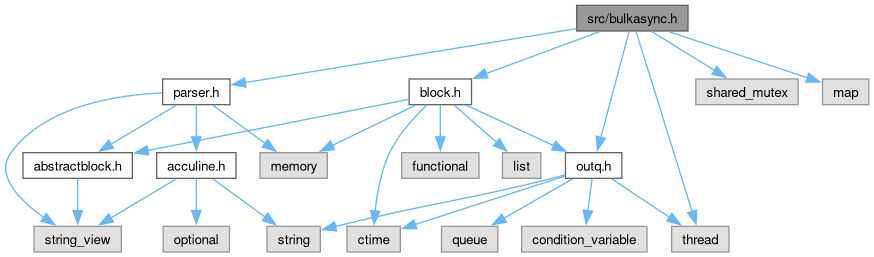 src/bulkasync.h
parser.h
block.h
shared_mutex
map
abstractblock.h
acculine.h
memory
functional
list
outq.h
string_view
optional
string
ctime
queue
condition_variable
thread